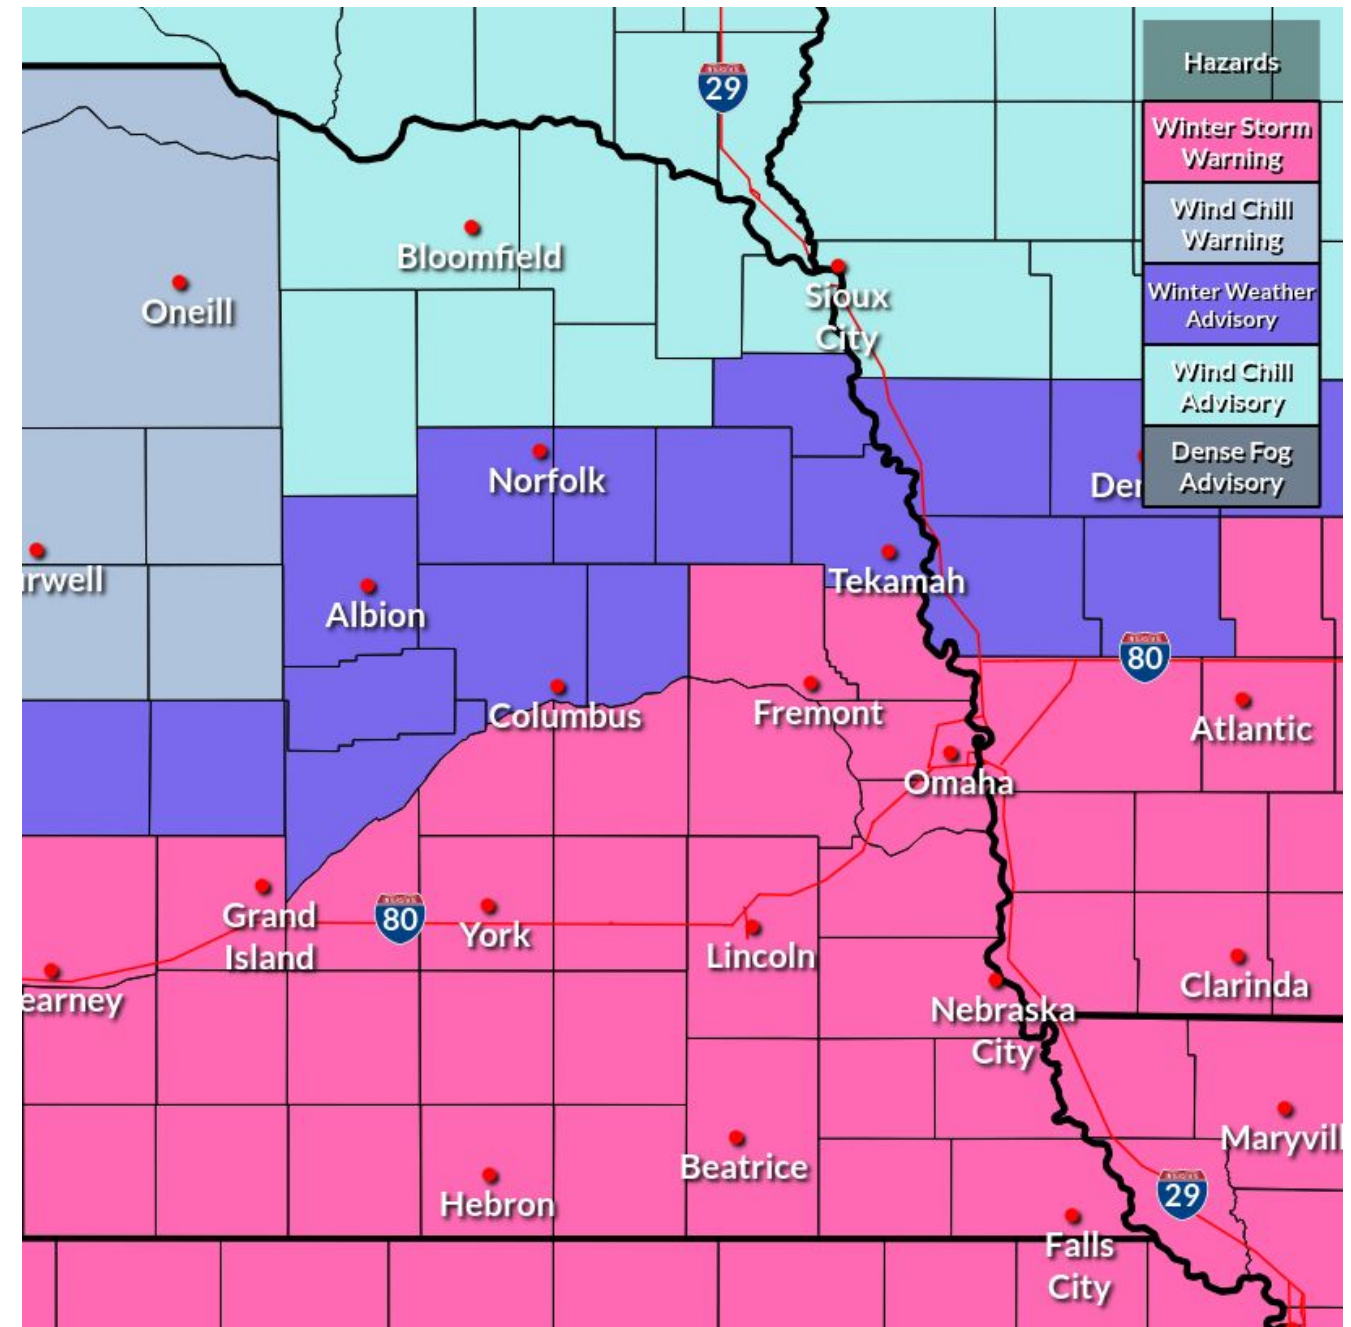 29
Hazards
Winter Storm
Warning
Wind Chill
Warning
Winter Weather
Advisory
Wind Chill
Advisory
Dense Fog
Advisory
Bloomfield
Oneill
Sioux
City
Norfolk
Der
rwell
Tekamah
Albion
80
Columbus
Fremont
Atlantic
Omaha
Grand
Island
80
York
Lincoln
earney
Clarinda
Nebraska
City
Maryvill
Beatrice
Hebron
29
Falls
City